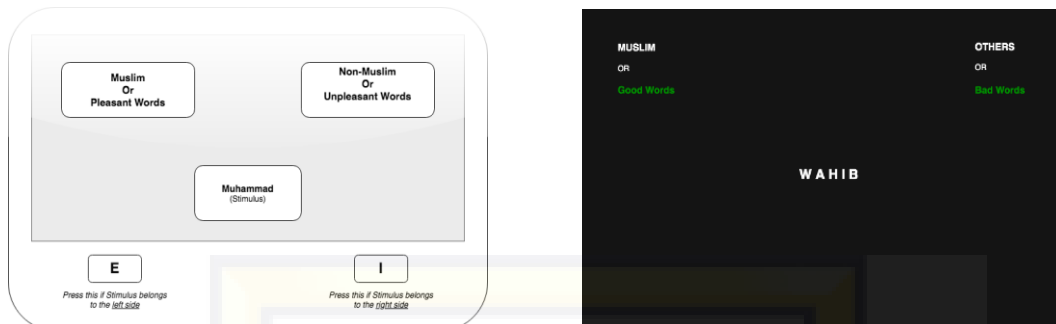 Muslim
Or
Pleasant Words
Non-Muslim
Or
Unpleasant Words
Muhammad
(Stimulus)
E
I
Press this if Stimulus belongs
to the left side
Press this if Stimulus belongs
to the right side
MUSLIM
OR
Good Words
OTHERS
OR
Bad Words
WAHIB